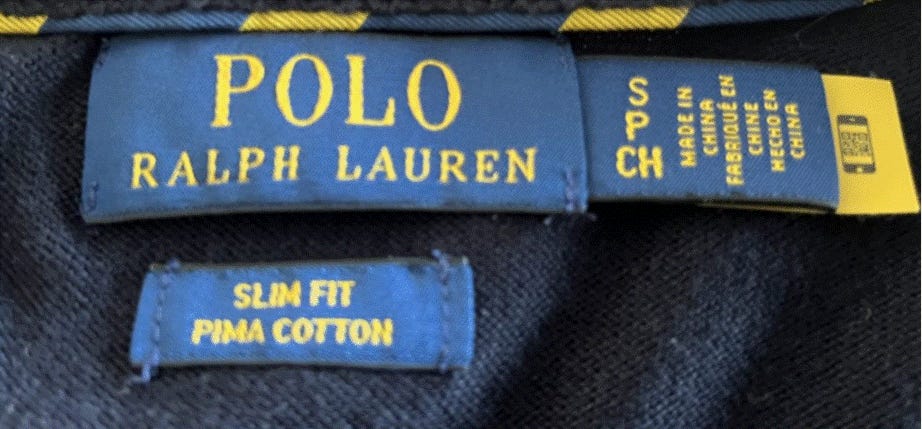 POLO
RALPH LAUREN
S
P
CH
MADE IN
CHINA
FABRIQUÉ EN
CHINE
HECHO EN
CHINA
SLIM FIT
PIMA COTTON